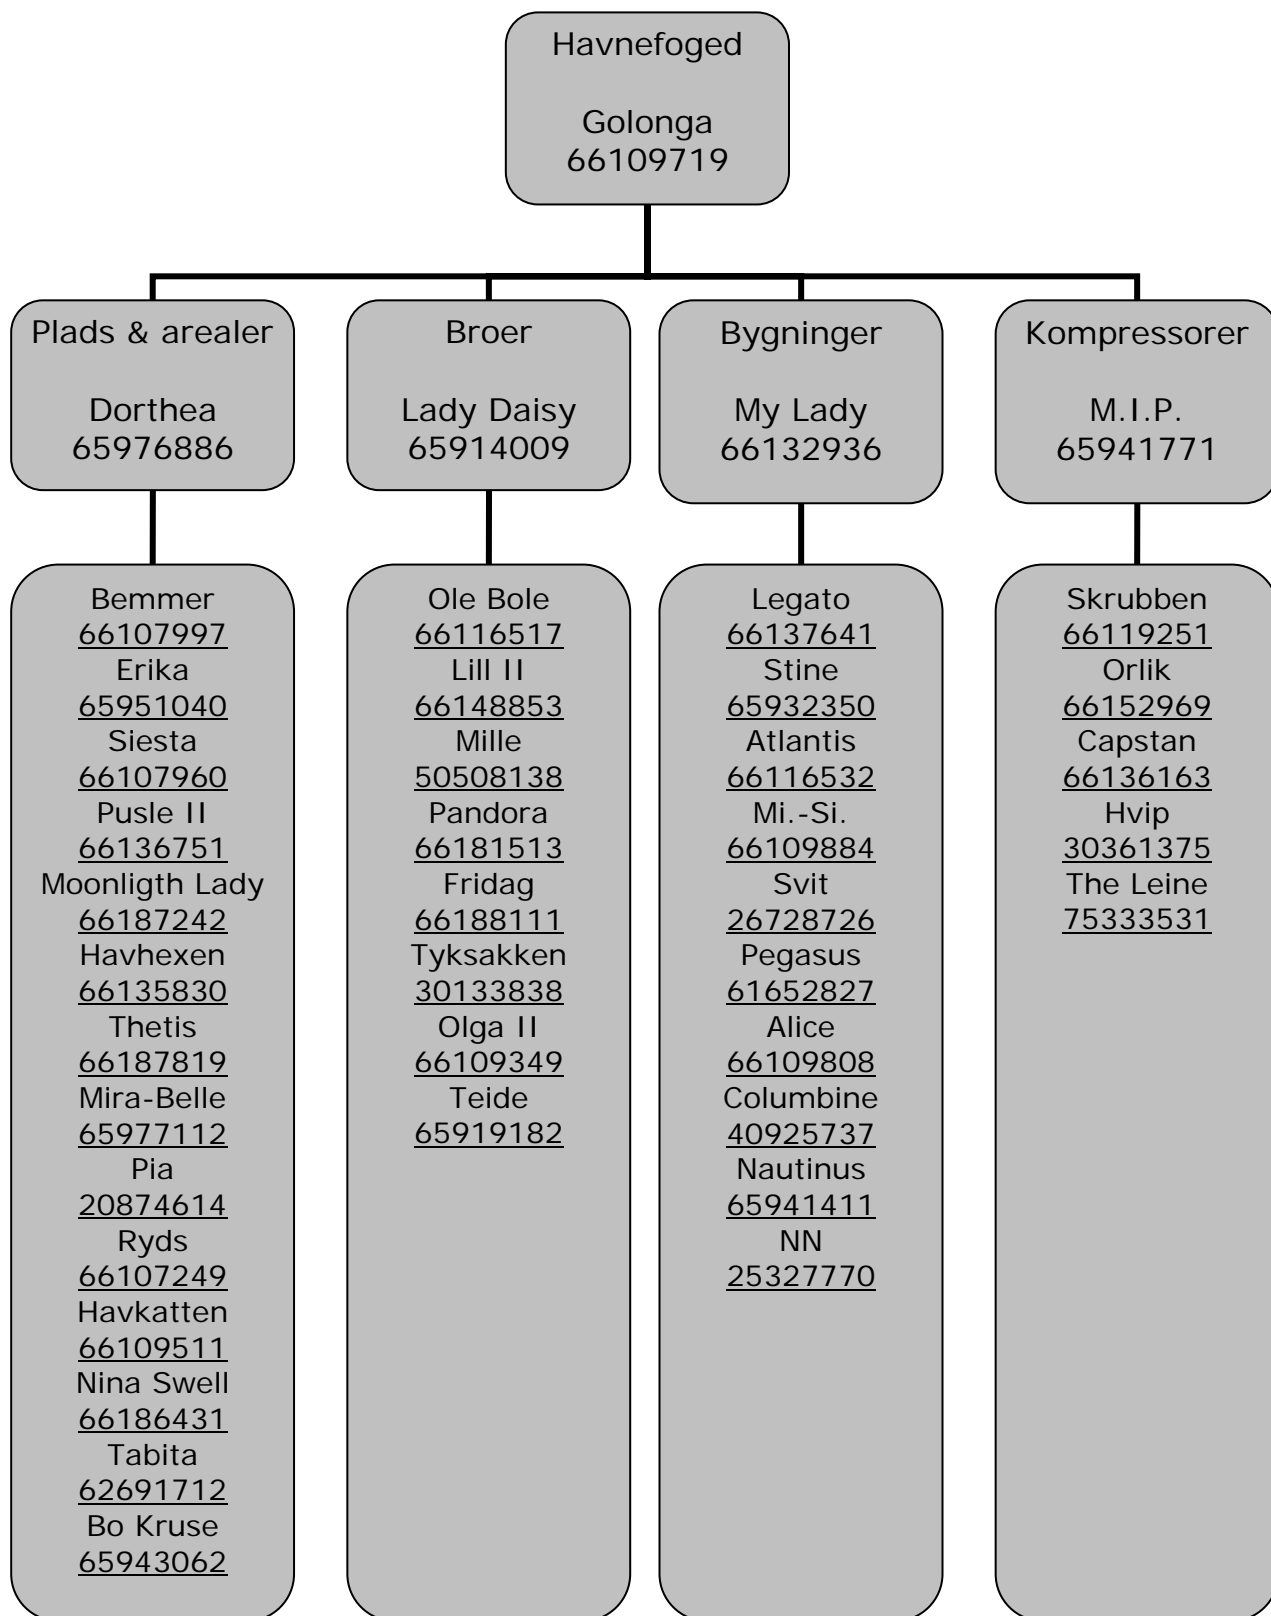 Havnefoged
Golonga
66109719
Plads & arealer
Dorthea
65976886
Broer
Lady Daisy
65914009
Bygninger
My Lady
66132936
Kompressorer
M.I.P.
65941771
Bemmer
66107997
Erika
65951040
Siesta
66107960
Pusle II
66136751
Moonligth Lady
66187242
Havhexen
66135830
Thetis
66187819
Mira-Belle
65977112
Pia
20874614
Ryds
66107249
Havkatten
66109511
Nina Swell
66186431
Tabita
62691712
Bo Kruse
65943062
Ole Bole
66116517
Lill II
66148853
Mille
50508138
Pandora
66181513
Fridag
66188111
Tyksakken
30133838
Olga II
66109349
Teide
65919182
Legato
66137641
Stine
65932350
Atlantis
66116532
Mi.-Si.
66109884
Svit
26728726
Pegasus
61652827
Alice
66109808
Columbine
40925737
Nautinus
65941411
NN
25327770
Skrubben
66119251
Orlik
66152969
Capstan
66136163
Hvip
30361375
The Leine
75333531